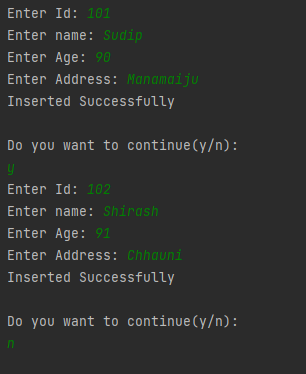 Enter Id: 101
Enter name: Sudip
Enter Age: 90
Enter Address: Manamaiju
Inserted Successfully
Do you want to continue(y/n):
y
Enter Id: 102
Enter name: Shirash
Enter Age: 91
Enter Address: Chhauni
Inserted Successfully
Do you want to continue(y/n):
n